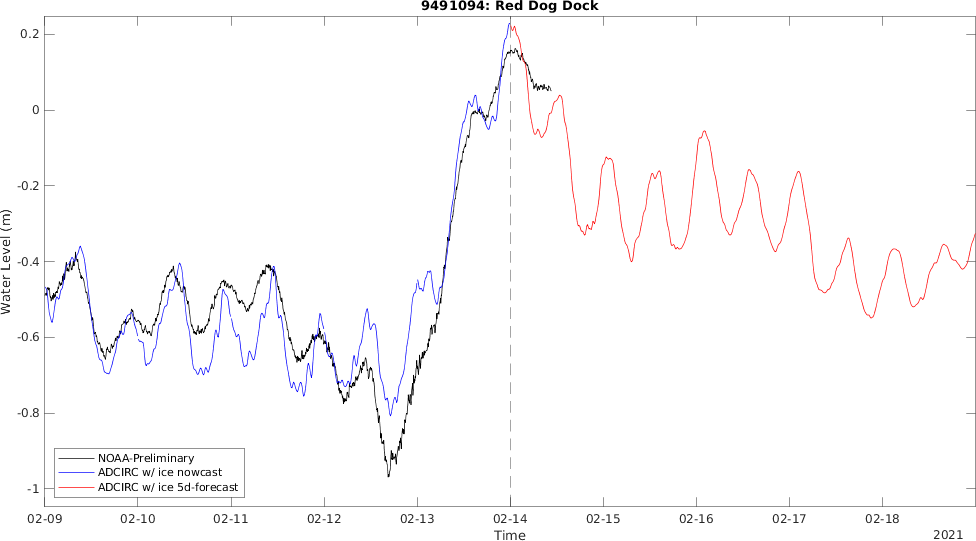 9491094: Red Dog Dock
0.2
0
-0.2
-0.4
-0.6
-0.8
-1
Water Level (m)
NOAA-Preliminary
ADCIRC w/ ice nowcast
ADCIRC w/ ice 5d-forecast
02-09 02-10 02-11 02-12 02-13 02-14 02-15 02-16 02-17 02-18
Time
2021